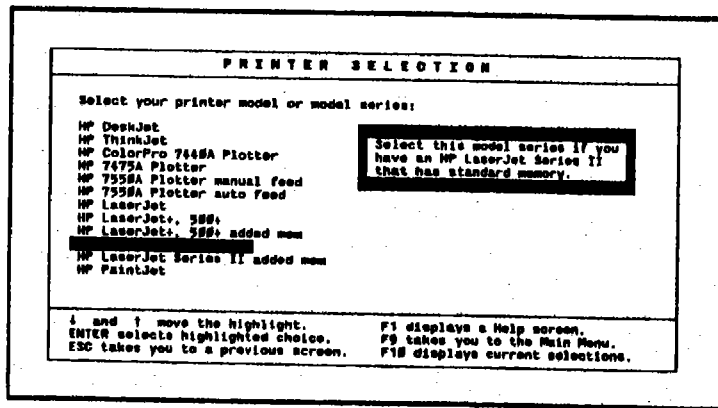 PRINTER SELECTION
Select your printer model or model series:
HP DeskJet
HP ThinkJet
HP ColorPro 7440A Plotter
HP 7475A Plotter
HP 7550A Plotter manual feed
HP 7550A Plotter auto feed
HP LaserJet
HP LaserJet+, 500+
HP LaserJet+, 500+ added mem
HP LaserJet Series II added mem
HP PaintJet
Select this model series if you
have an HP LaserJet Series II
that has standard memory.
↓ and ↑ move the highlight.
ENTER selects highlighted choice.
ESC takes you to a previous screen.
F1 displays a Help screen.
F9 takes you to the Main Menu.
F10 displays current selections.